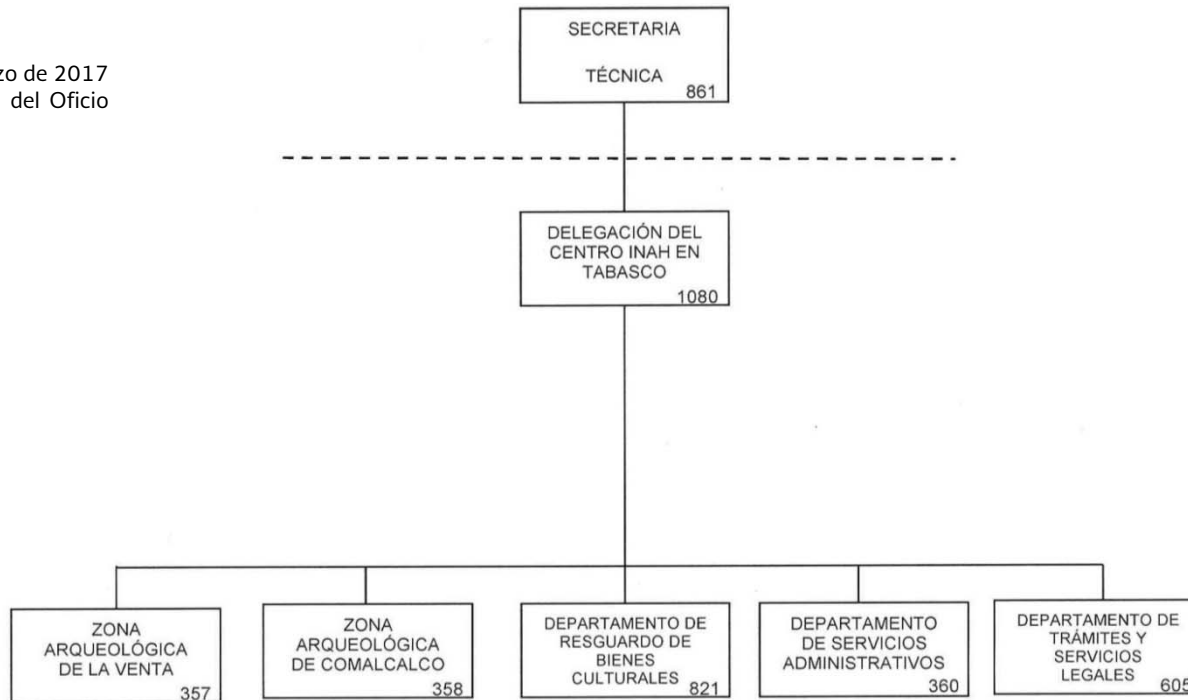 SECRETARIA
TÉCNICA
861
zo de 2017
del Oficio
DELEGACIÓN DEL
CENTRO INAH EN
TABASCO
1080
ZONA
ARQUEOLÓGICA
DE LA VENTA
357
ZONA
ARQUEOLÓGICA
DE COMALCALCO
358
DEPARTAMENTO DE
RESGUARDO DE
BIENES
CULTURALES
821
DEPARTAMENTO
DE SERVICIOS
ADMINISTRATIVOS
360
DEPARTAMENTO DE
TRÁMITES Y
SERVICIOS
LEGALES
605